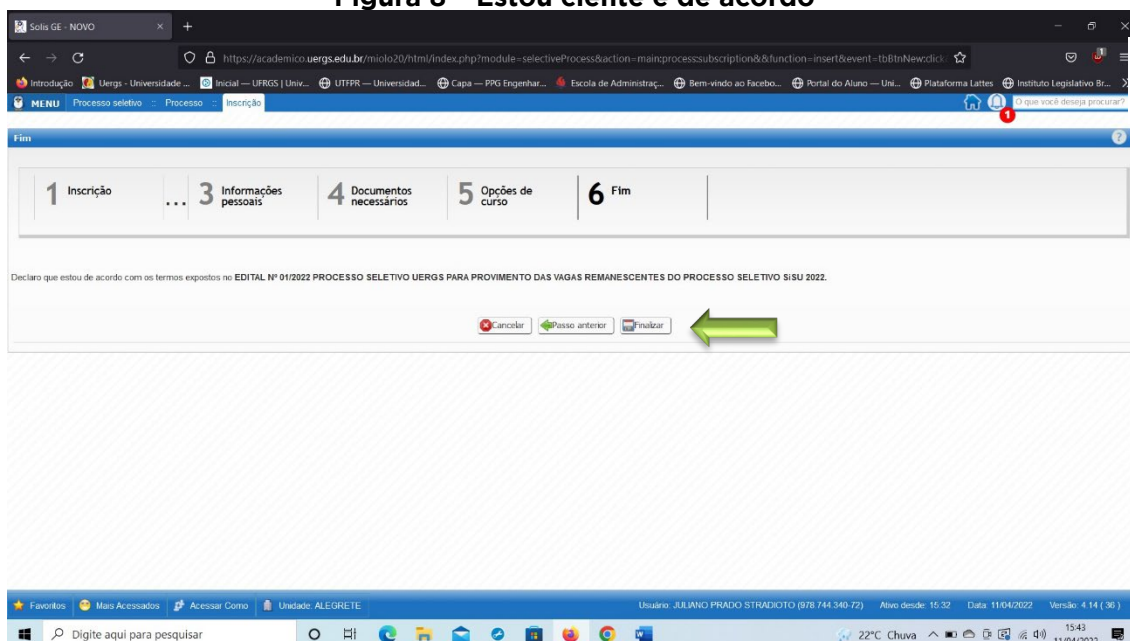 Figura 8 – Estou ciente e de acordo
Solis GE - NOVO
https://academico.uergs.edu.br/miolo20/html/index.php?module=selectiveProcess&action=main:process:subscription&&function=insert&event=tbBtnNew:click
Introdução Uergs - Universidade ... Inicial — UFRGS | Univ... UTFPR — Universidad... Capa — PPG Engenhar... Escola de Administraç... Bem-vindo ao Facebo... Portal do Aluno — Uni... Plataforma Lattes Instituto Legislativo Br...
MENU Processo seletivo :: Processo :: Inscrição O que você deseja procurar?
1
Fim ?
1 Inscrição ... 3 Informações pessoais 4 Documentos necessários 5 Opções de curso 6 Fim
Declaro que estou de acordo com os termos expostos no EDITAL Nº 01/2022 PROCESSO SELETIVO UERGS PARA PROVIMENTO DAS VAGAS REMANESCENTES DO PROCESSO SELETIVO SiSU 2022.
Cancelar Passo anterior Finalizar
Favoritos Mais Acessados Acessar Como Unidade: ALEGRETE Usuário: JULIANO PRADO STRADIOTO (978.744.340-72) Ativo desde: 15:32 Data: 11/04/2022 Versão: 4.14 ( 36 )
Digite aqui para pesquisar 22°C Chuva 15:43
11/04/2022